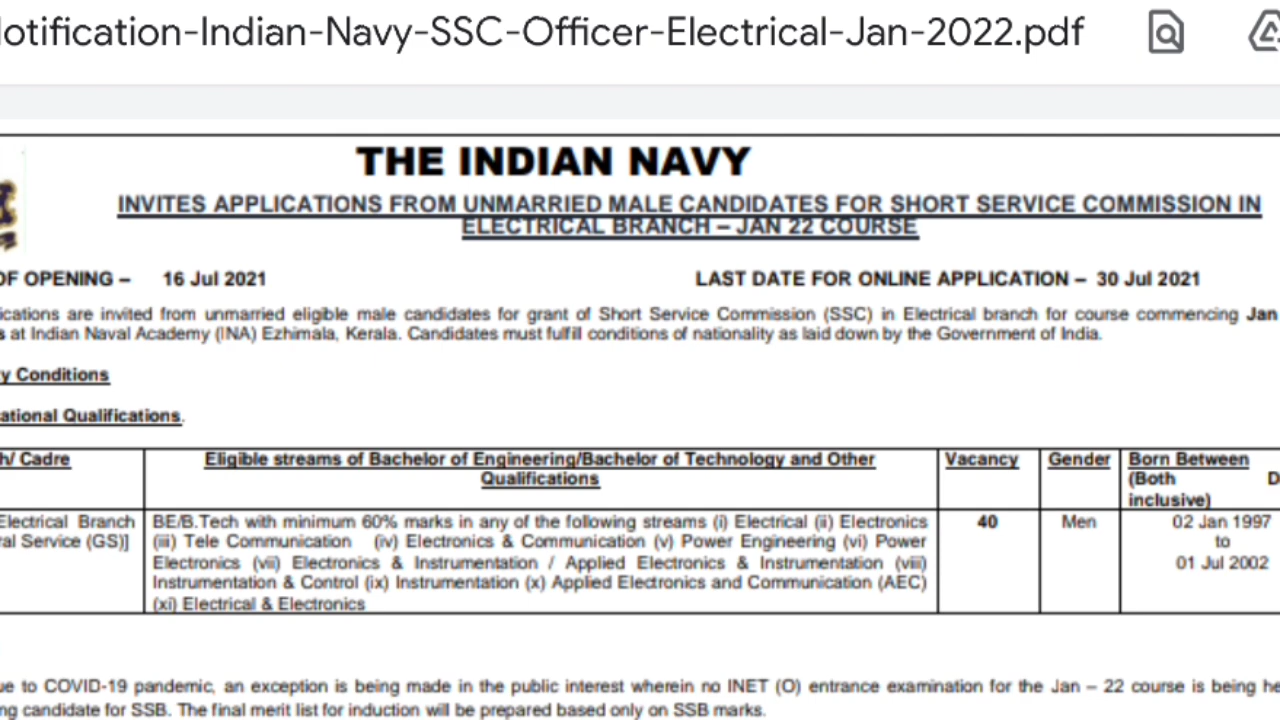 otification-Indian-Navy-SSC-Officer-Electrical-Jan-2022.pdf
THE INDIAN NAVY
INVITES APPLICATIONS FROM UNMARRIED MALE CANDIDATES FOR SHORT SERVICE COMMISSION IN
ELECTRICAL BRANCH – JAN 22 COURSE
OF OPENING – 16 Jul 2021 LAST DATE FOR ONLINE APPLICATION – 30 Jul 2021
ications are invited from unmarried eligible male candidates for grant of Short Service Commission (SSC) in Electrical branch for course commencing Jan
s at Indian Naval Academy (INA) Ezhimala, Kerala. Candidates must fulfill conditions of nationality as laid down by the Government of India.
y Conditions
ational Qualifications.
h/ Cadre
Eligible streams of Bachelor of Engineering/Bachelor of Technology and Other
Qualifications
Vacancy
Gender
Born Between
(Both D
inclusive)
Electrical Branch
ral Service (GS)]
BE/B.Tech with minimum 60% marks in any of the following streams (i) Electrical (ii) Electronics
(iii) Tele Communication (iv) Electronics & Communication (v) Power Engineering (vi) Power
Electronics (vii) Electronics & Instrumentation / Applied Electronics & Instrumentation (viii)
Instrumentation & Control (ix) Instrumentation (x) Applied Electronics and Communication (AEC)
(xi) Electrical & Electronics
40
Men
02 Jan 1997
to
01 Jul 2002
ue to COVID-19 pandemic, an exception is being made in the public interest wherein no INET (O) entrance examination for the Jan – 22 course is being he
ng candidate for SSB. The final merit list for induction will be prepared based only on SSB marks.